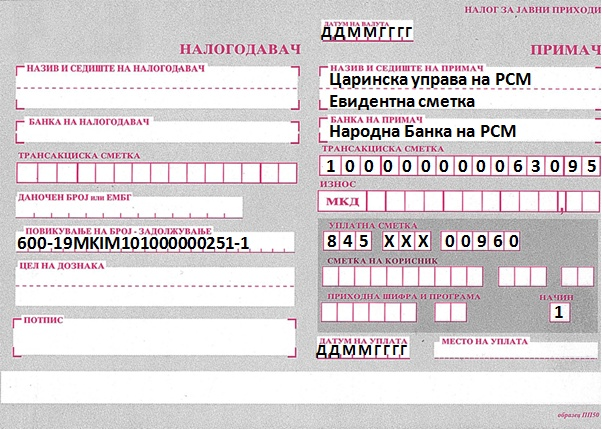 НАЛОГ ЗА ЈАВНИ ПРИХОДИ
ДАТУМ НА ВАЛУТА
ДДММГГГГ
НАЛОГОДАВАЧ
НАЗИВ И СЕДИШТЕ НА НАЛОГОДАВАЧ
БАНКА НА НАЛОГОДАВАЧ
ТРАНСАКЦИСКА СМЕТКА
ДАНОЧЕН БРОЈ или ЕМБГ
ПОВИКУВАЊЕ НА БРОЈ - ЗАДОЛЖУВАЊЕ
600-19MKIM101000000251-1
ЦЕЛ НА ДОЗНАКА
ПОТПИС
ПРИМАЧ
НАЗИВ И СЕДИШТЕ НА ПРИМАЧ
Царинска управа на РСМ
Евидентна сметка
БАНКА НА ПРИМАЧ
Народна Банка на РСМ
ТРАНСАКЦИСКА СМЕТКА
100000000063095
ИЗНОС
МКД ,
УПЛАТНА СМЕТКА
845 XXX 00960
СМЕТКА НА КОРИСНИК
ПРИХОДНА ШИФРА И ПРОГРАМА НАЧИН
1
ДАТУМ НА УПЛАТА МЕСТО НА УПЛАТА
ДДММГГГГ
образец ПП50